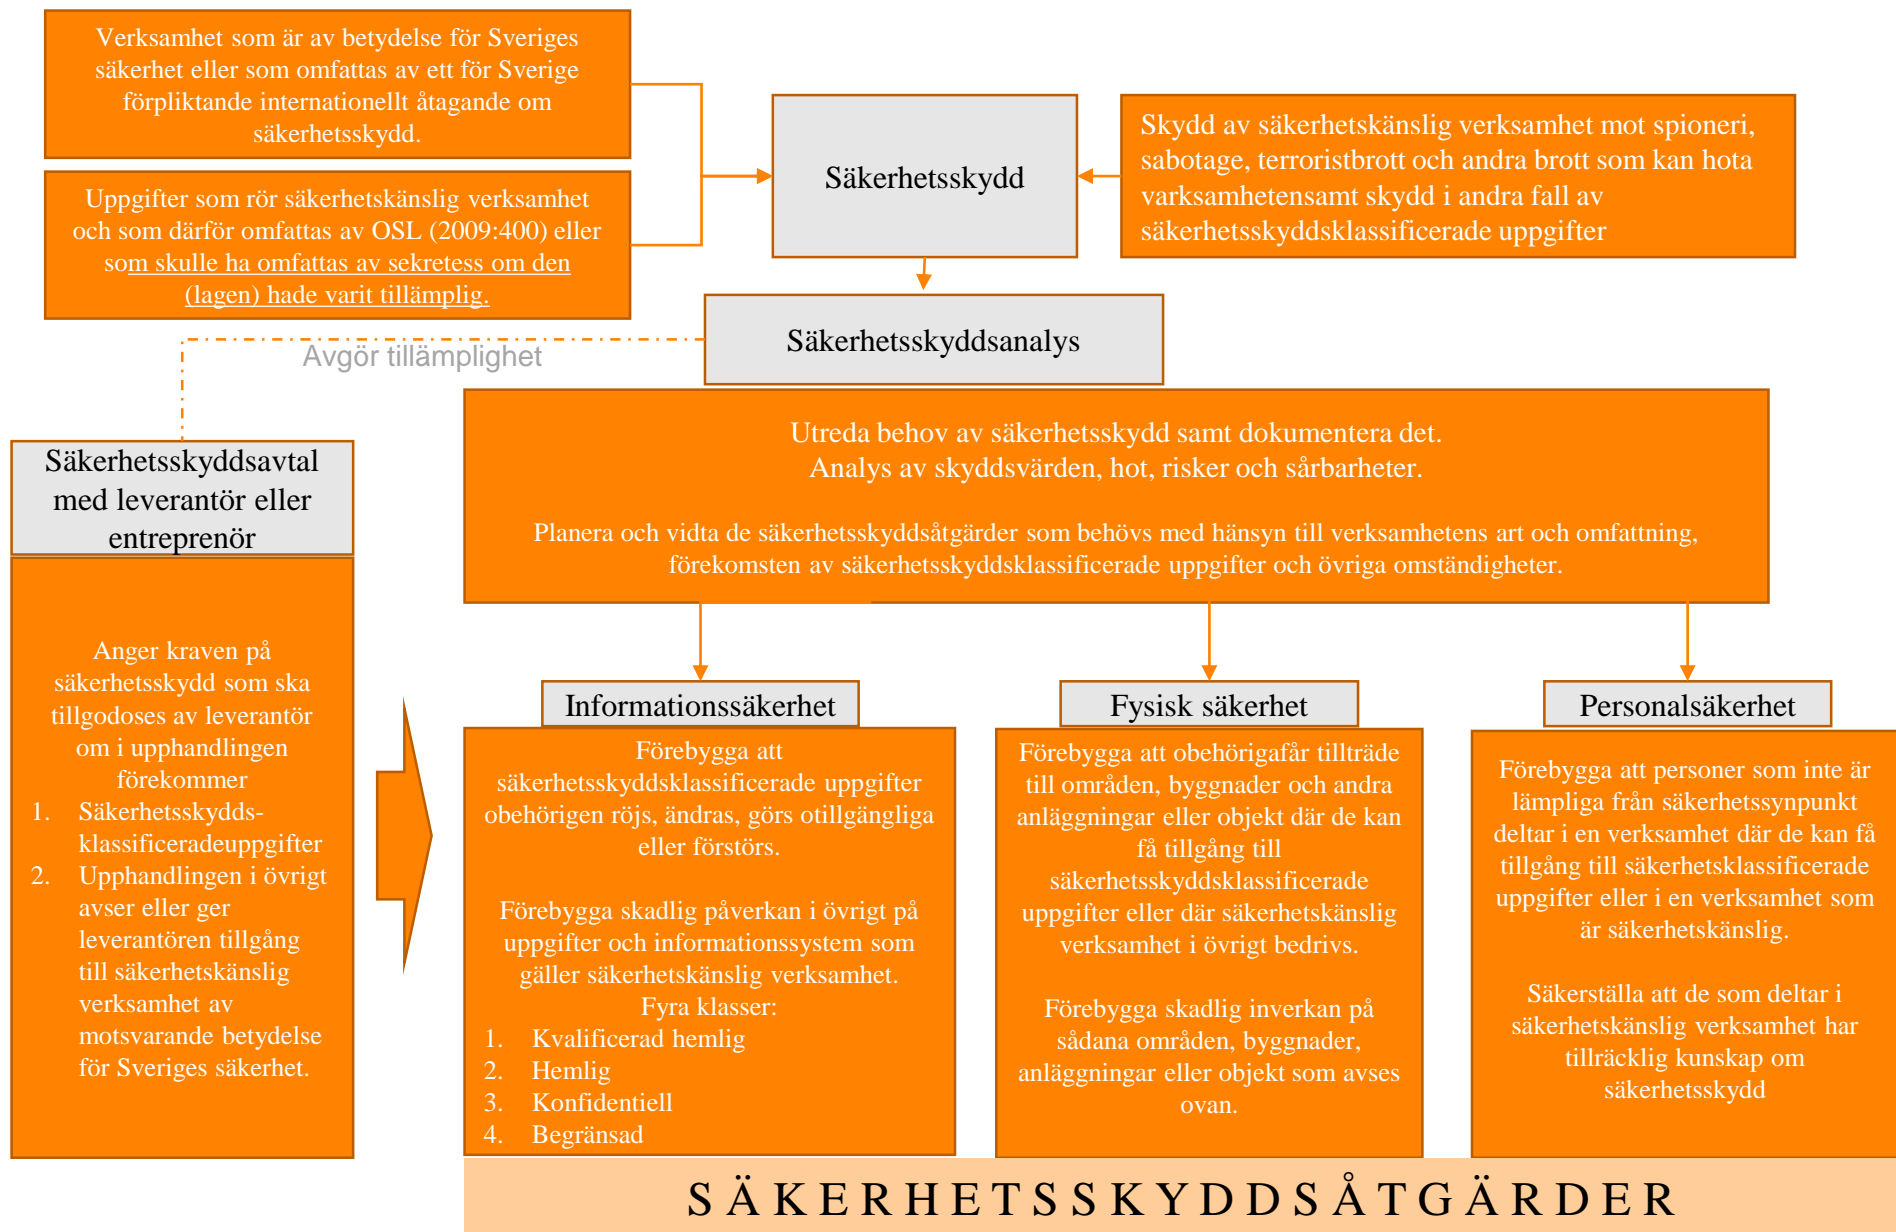 Verksamhet som är av betydelse för Sveriges
säkerhet eller som omfattas av ett för Sverige
förpliktande internationellt åtagande om
säkerhetsskydd.
Uppgifter som rör säkerhetskänslig verksamhet
och som därför omfattas av OSL (2009:400) eller
som skulle ha omfattas av sekretess om den
(lagen) hade varit tillämplig.
Säkerhetsskydd
Skydd av säkerhetskänslig verksamhet mot spioneri,
sabotage, terroristbrott och andra brott som kan hota
varksamhetensamt skydd i andra fall av
säkerhetsskyddsklassificerade uppgifter
Säkerhetsskyddsanalys
Avgör tillämplighet
Utreda behov av säkerhetsskydd samt dokumentera det.
Analys av skyddsvärden, hot, risker och sårbarheter.
Planera och vidta de säkerhetsskyddsåtgärder som behövs med hänsyn till verksamhetens art och omfattning,
förekomsten av säkerhetsskyddsklassificerade uppgifter och övriga omständigheter.
Säkerhetsskyddsavtal
med leverantör eller
entreprenör
Anger kraven på
säkerhetsskydd som ska
tillgodoses av leverantör
om i upphandlingen
förekommer
1. Säkerhetsskydds-
klassificeradeuppgifter
2. Upphandlingen i övrigt
avser eller ger
leverantören tillgång
till säkerhetskänslig
verksamhet av
motsvarande betydelse
för Sveriges säkerhet.
Informationssäkerhet
Förebygga att
säkerhetsskyddsklassificerade uppgifter
obehörigen röjs, ändras, görs otillgängliga
eller förstörs.
Förebygga skadlig påverkan i övrigt på
uppgifter och informationssystem som
gäller säkerhetskänslig verksamhet.
Fyra klasser:
1. Kvalificerad hemlig
2. Hemlig
3. Konfidentiell
4. Begränsad
Fysisk säkerhet
Förebygga att obehörigafår tillträde
till områden, byggnader och andra
anläggningar eller objekt där de kan
få tillgång till
säkerhetsskyddsklassificerade
uppgifter eller där säkerhetskänslig
verksamhet i övrigt bedrivs.
Förebygga skadlig inverkan på
sådana områden, byggnader,
anläggningar eller objekt som avses
ovan.
Personalsäkerhet
Förebygga att personer som inte är
lämpliga från säkerhetssynpunkt
deltar i en verksamhet där de kan få
tillgång till säkerhetsklassificerade
uppgifter eller i en verksamhet som
är säkerhetskänslig.
Säkerställa att de som deltar i
säkerhetskänslig verksamhet har
tillräcklig kunskap om
säkerhetsskydd
SÄKERHETSSKYDDSÅTGÄRDER